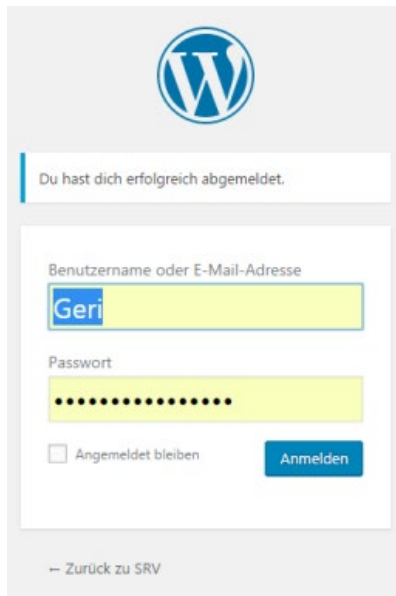 W
Du hast dich erfolgreich abgemeldet.
Benutzername oder E-Mail-Adresse
Geri
Passwort
••••••••••••••••
Angemeldet bleiben
Anmelden
← Zurück zu SRV